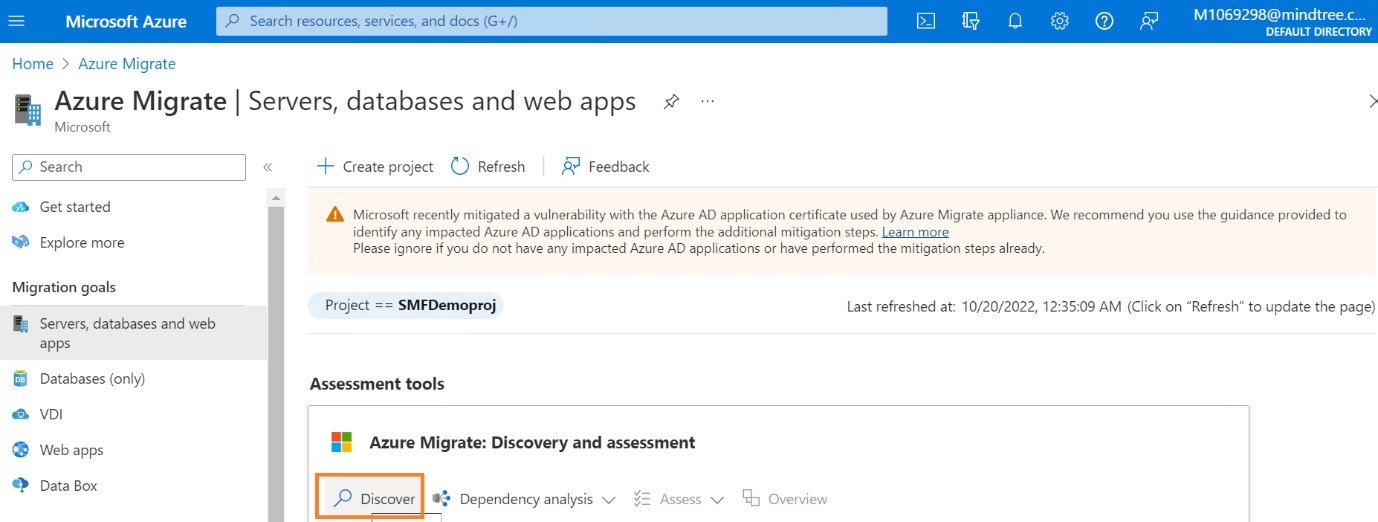 Microsoft Azure
Search resources, services, and docs (G+/)
M1069298@mindtree.c...
DEFAULT DIRECTORY
Home > Azure Migrate
Azure Migrate | Servers, databases and web apps
...
Microsoft
Search
«
Create project
Refresh
Feedback
Get started
Explore more
Microsoft recently mitigated a vulnerability with the Azure AD application certificate used by Azure Migrate appliance. We recommend you use the guidance provided to
identify any impacted Azure AD applications and perform the additional mitigation steps. Learn more
Please ignore if you do not have any impacted Azure AD applications or have performed the mitigation steps already.
Migration goals
Servers, databases and web
apps
Databases (only)
VDI
Web apps
Data Box
Project == SMFDemoproj
Last refreshed at: 10/20/2022, 12:35:09 AM (Click on “Refresh” to update the page)
Assessment tools
Azure Migrate: Discovery and assessment
Discover
Dependency analysis
Assess
Overview